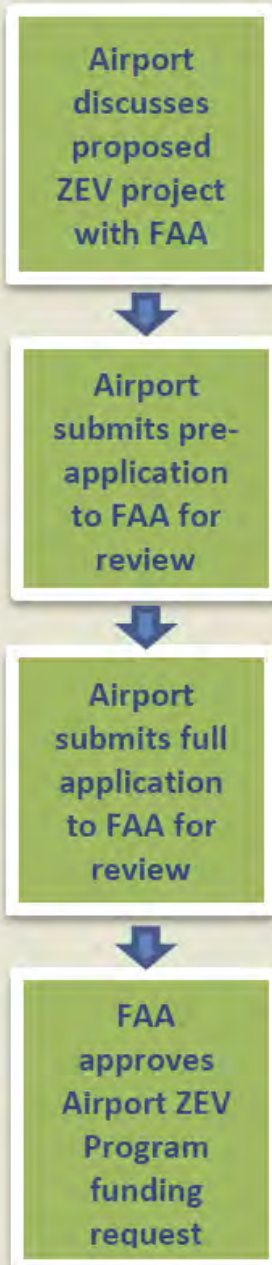 Airport
discusses
proposed
ZEV project
with FAA
Airport
submits pre-
application
to FAA for
review
Airport
submits full
application
to FAA for
review
FAA
approves
Airport ZEV
Program
funding
request